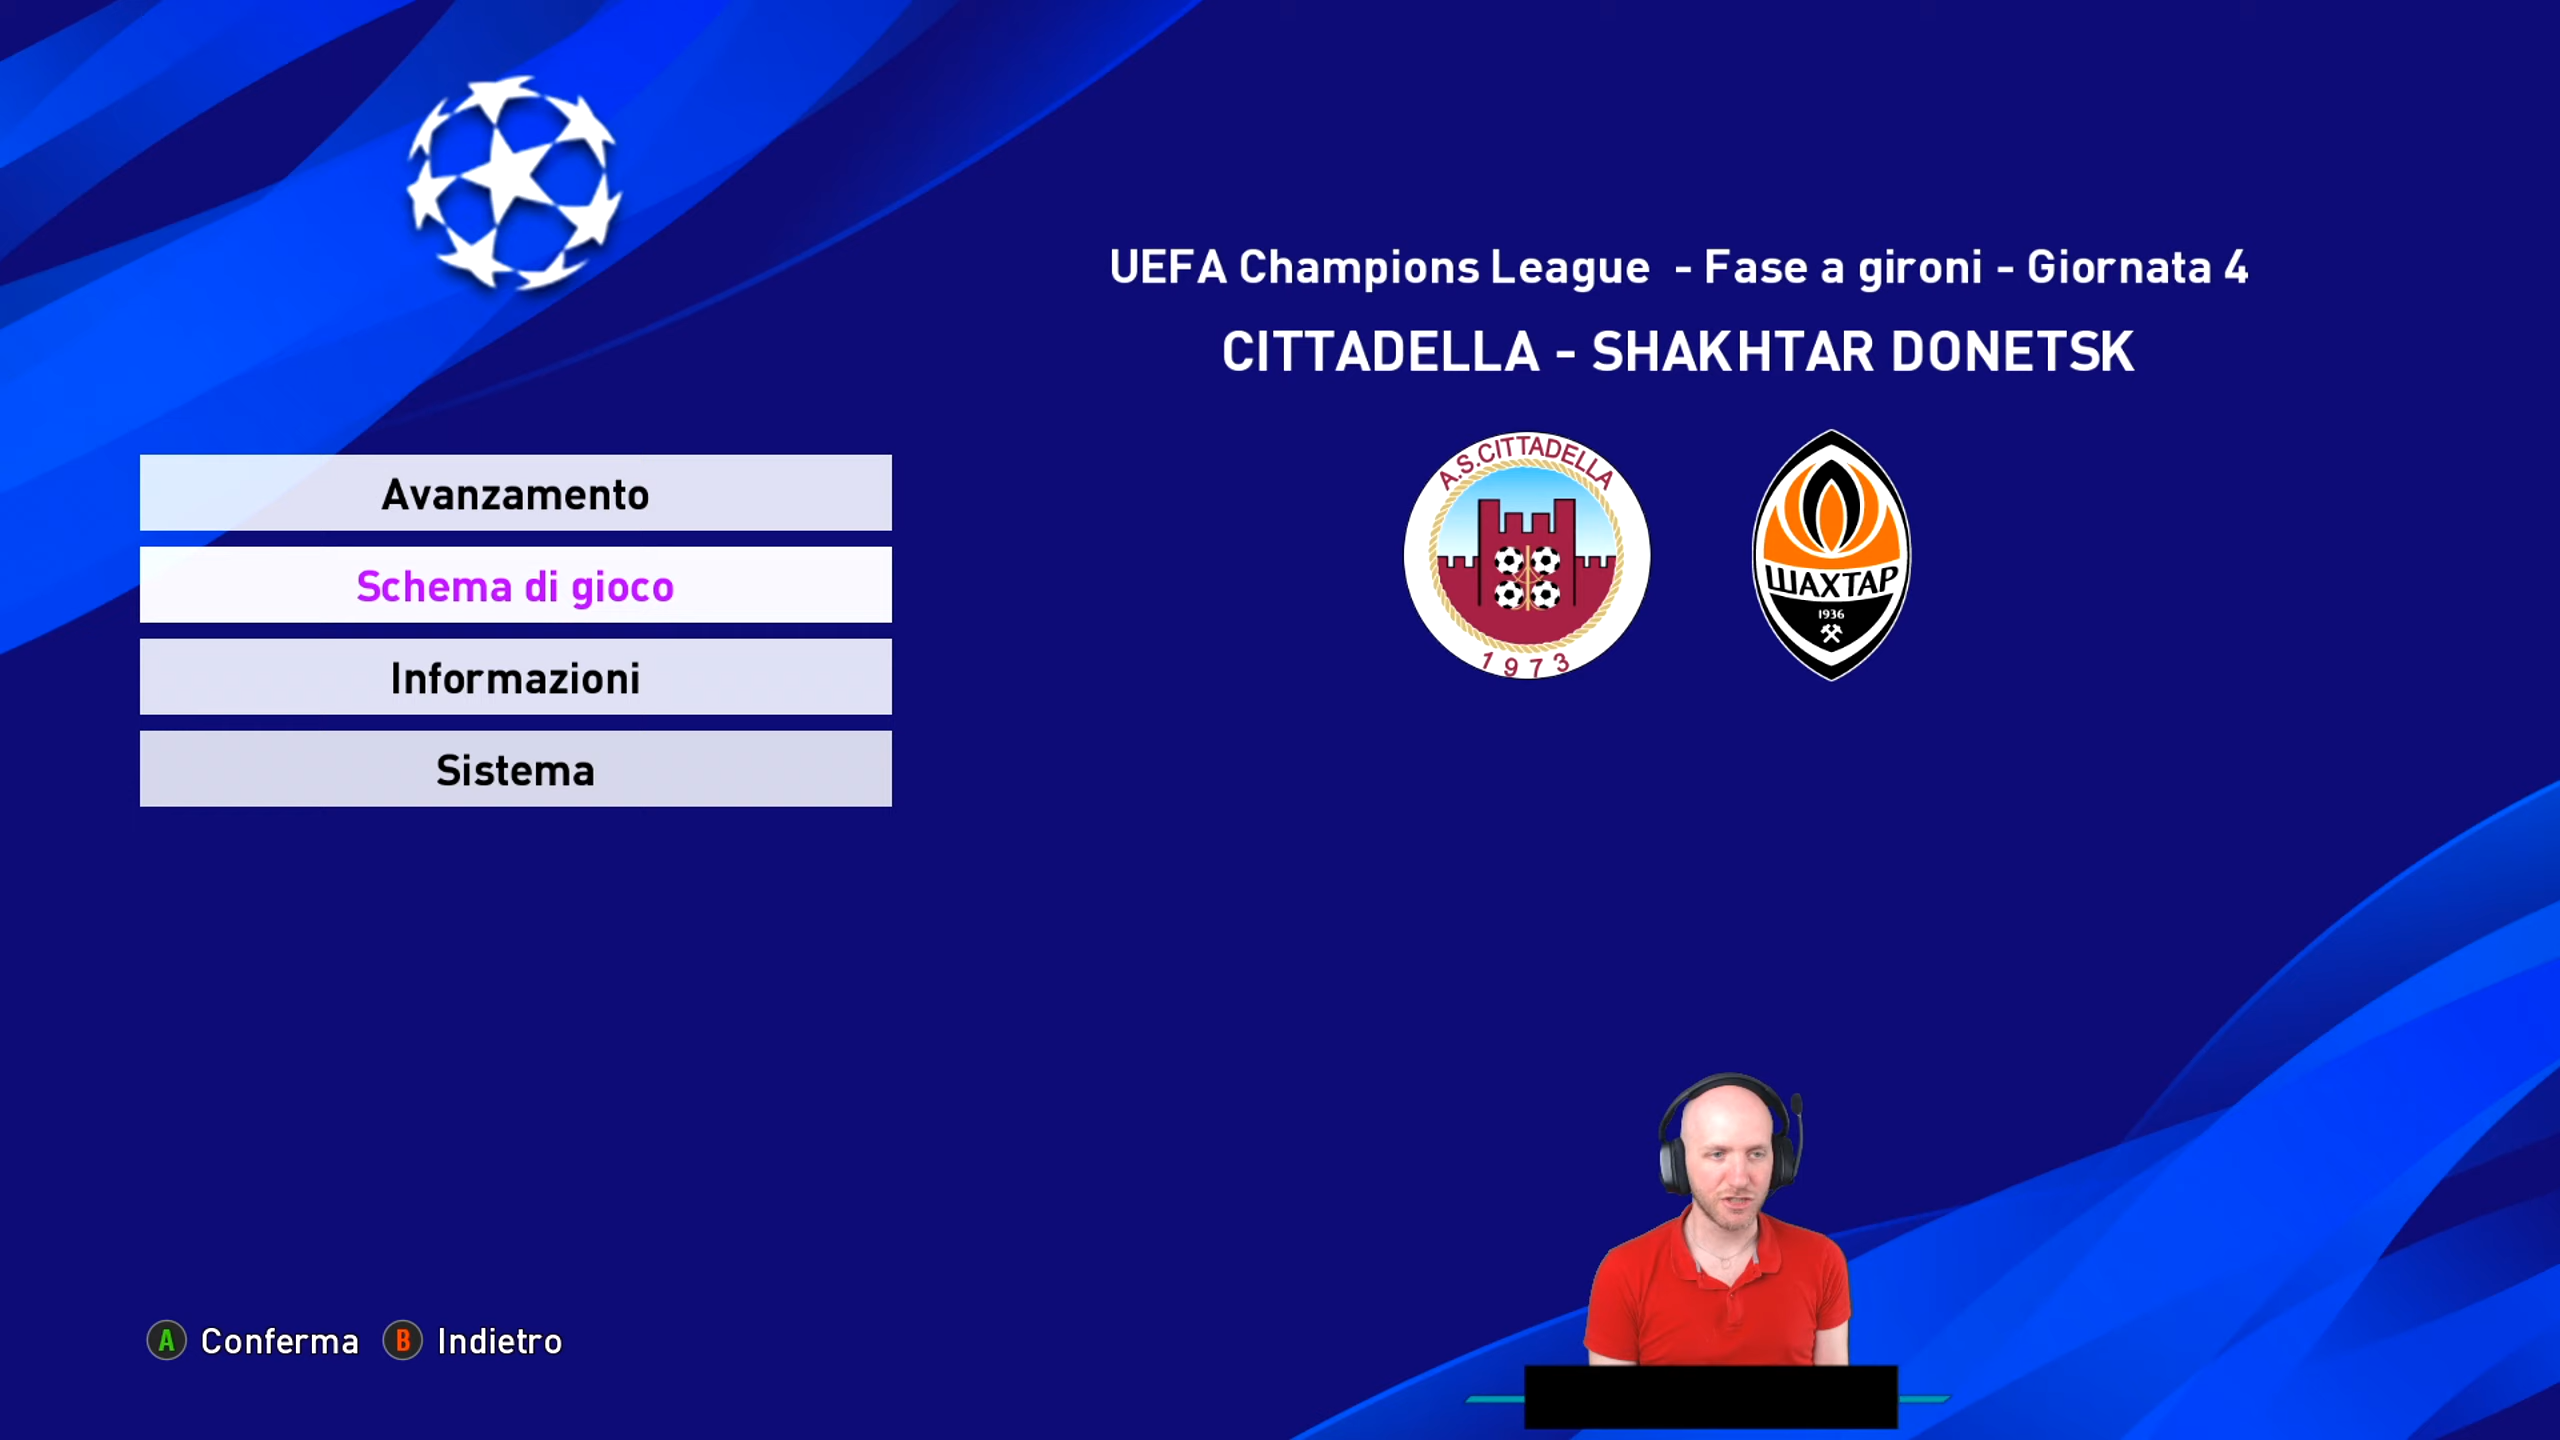 UEFA Champions League - Fase a gironi - Giornata 4
CITTADELLA - SHAKHTAR DONETSK
A.S.CITTADELLA
1973
ШАХТАР
1936
Avanzamento
Schema di gioco
Informazioni
Sistema
A Conferma B Indietro